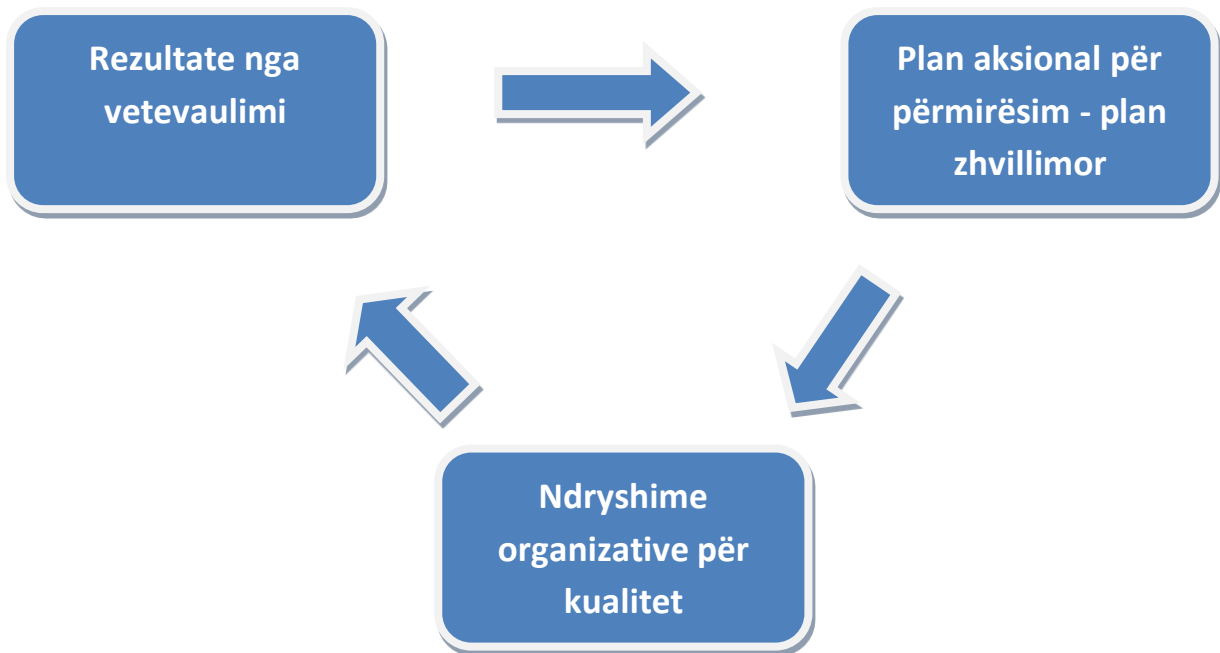 Rezultate nga
vetevaulimi
Plan aksional për
përmirësim - plan
zhvillimor
Ndryshime
organizative për
kualitet